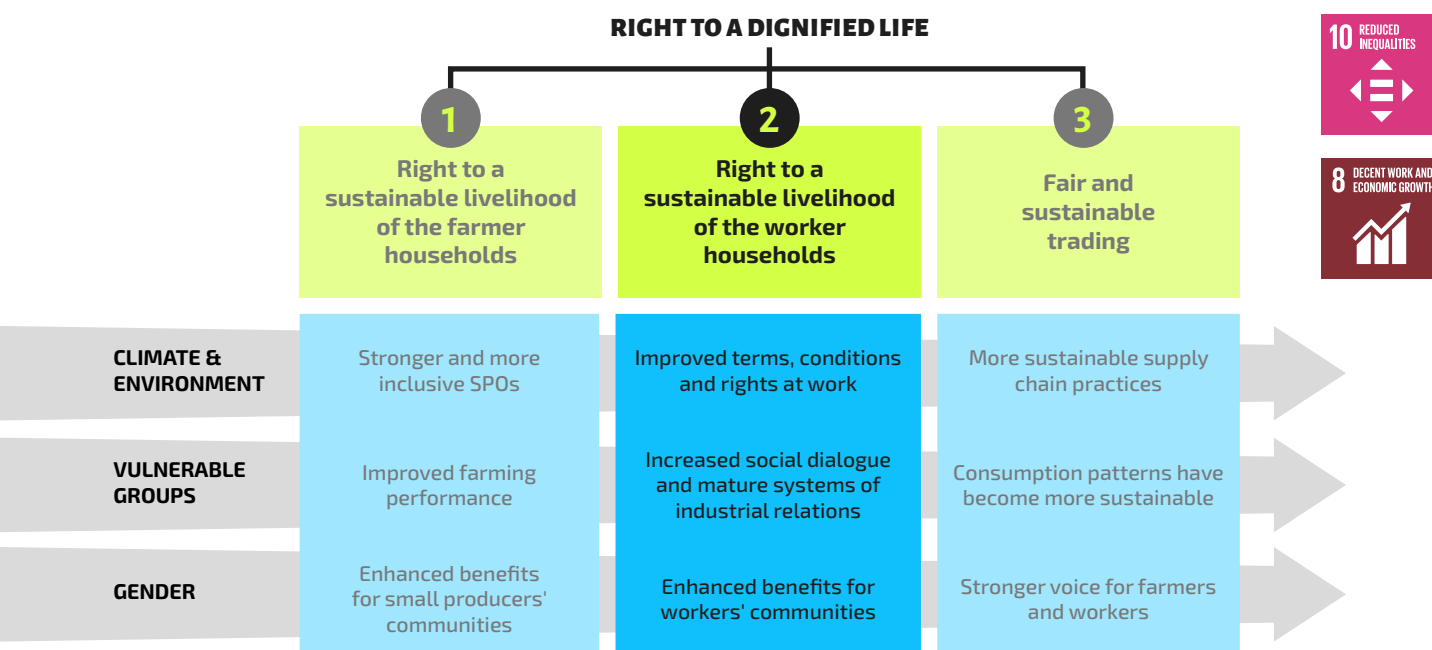 RIGHT TO A DIGNIFIED LIFE
10 REDUCED
INEQUALITIES
8 DECENT WORK AND
ECONOMIC GROWTH
1
Right to a
sustainable livelihood
of the farmer
households
2
Right to a
sustainable livelihood
of the worker
households
3
Fair and
sustainable
trading
CLIMATE &
ENVIRONMENT
Stronger and more
inclusive SPOs
Improved terms, conditions
and rights at work
More sustainable supply
chain practices
VULNERABLE
GROUPS
Improved farming
performance
Increased social dialogue
and mature systems of
industrial relations
Consumption patterns have
become more sustainable
GENDER
Enhanced benefits
for small producers'
communities
Enhanced benefits for
workers' communities
Stronger voice for farmers
and workers